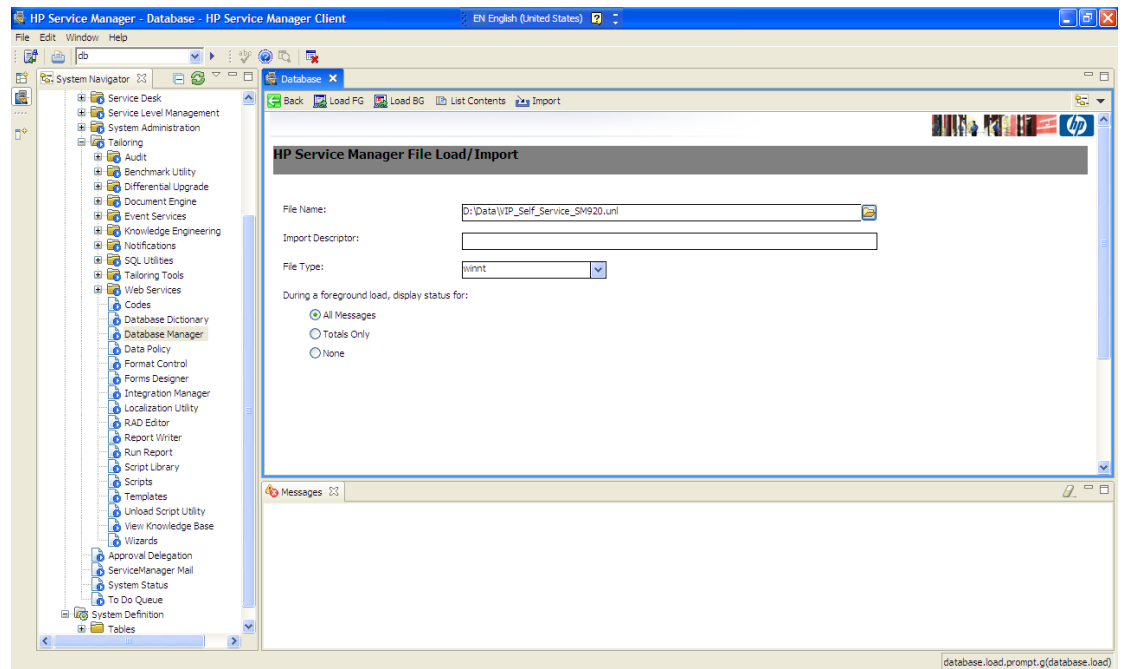 HP Service Manager - Database - HP Service Manager Client
EN English (United States)
File Edit Window Help
db
System Navigator
Service Desk
Service Level Management
System Administration
Tailoring
Audit
Benchmark Utility
Differential Upgrade
Document Engine
Event Services
Knowledge Engineering
Notifications
SQL Utilities
Tailoring Tools
Web Services
Codes
Database Dictionary
Database Manager
Data Policy
Format Control
Forms Designer
Integration Manager
Localization Utility
RAD Editor
Report Writer
Run Report
Script Library
Scripts
Templates
Unload Script Utility
View Knowledge Base
Wizards
Approval Delegation
ServiceManager Mail
System Status
To Do Queue
System Definition
Tables
Database
Back Load FG Load BG List Contents Import
hp
HP Service Manager File Load/Import
File Name: D:\Data\VIP_Self_Service_SM920.unl
Import Descriptor:
File Type: winnt
During a foreground load, display status for:
All Messages
Totals Only
None
Messages
database.load.prompt.g(database.load)